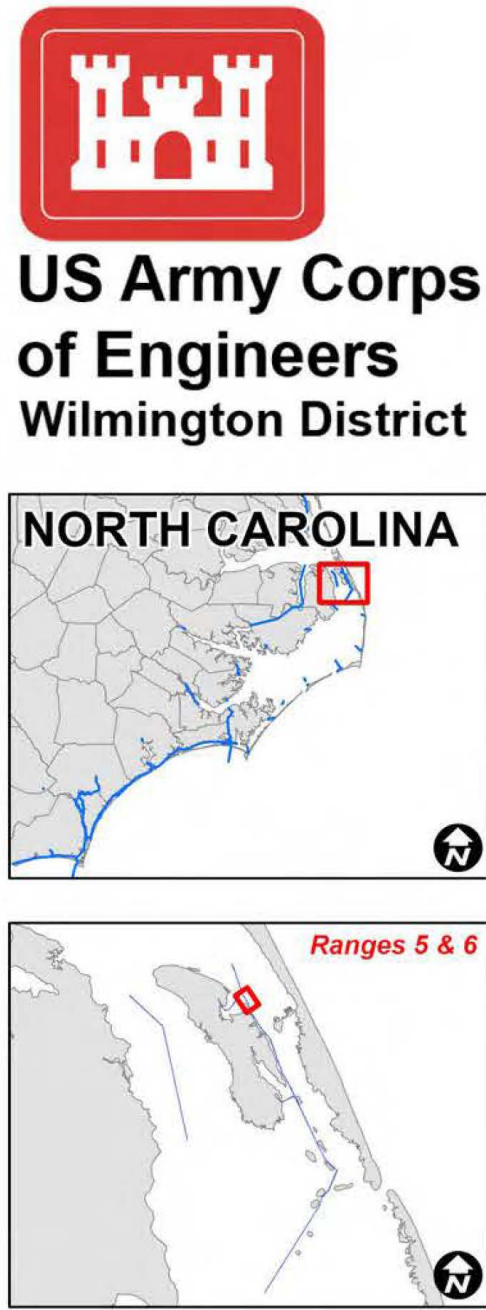 US Army Corps
of Engineers
Wilmington District
NORTH CAROLINA
N
Ranges 5 & 6
N